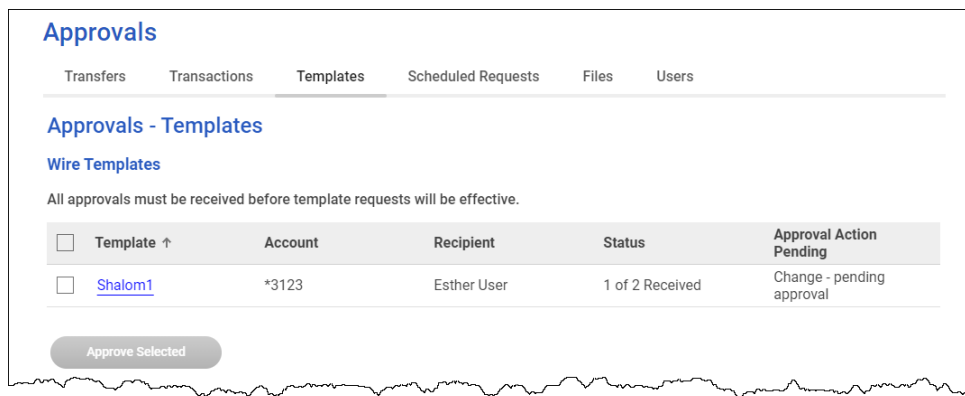 Approvals
Transfers Transactions Templates Scheduled Requests Files Users
Approvals - Templates
Wire Templates
All approvals must be received before template requests will be effective.
Template ↑ Account Recipient Status Approval Action Pending
Shalom1 *3123 Esther User 1 of 2 Received Change - pending approval
Approve Selected